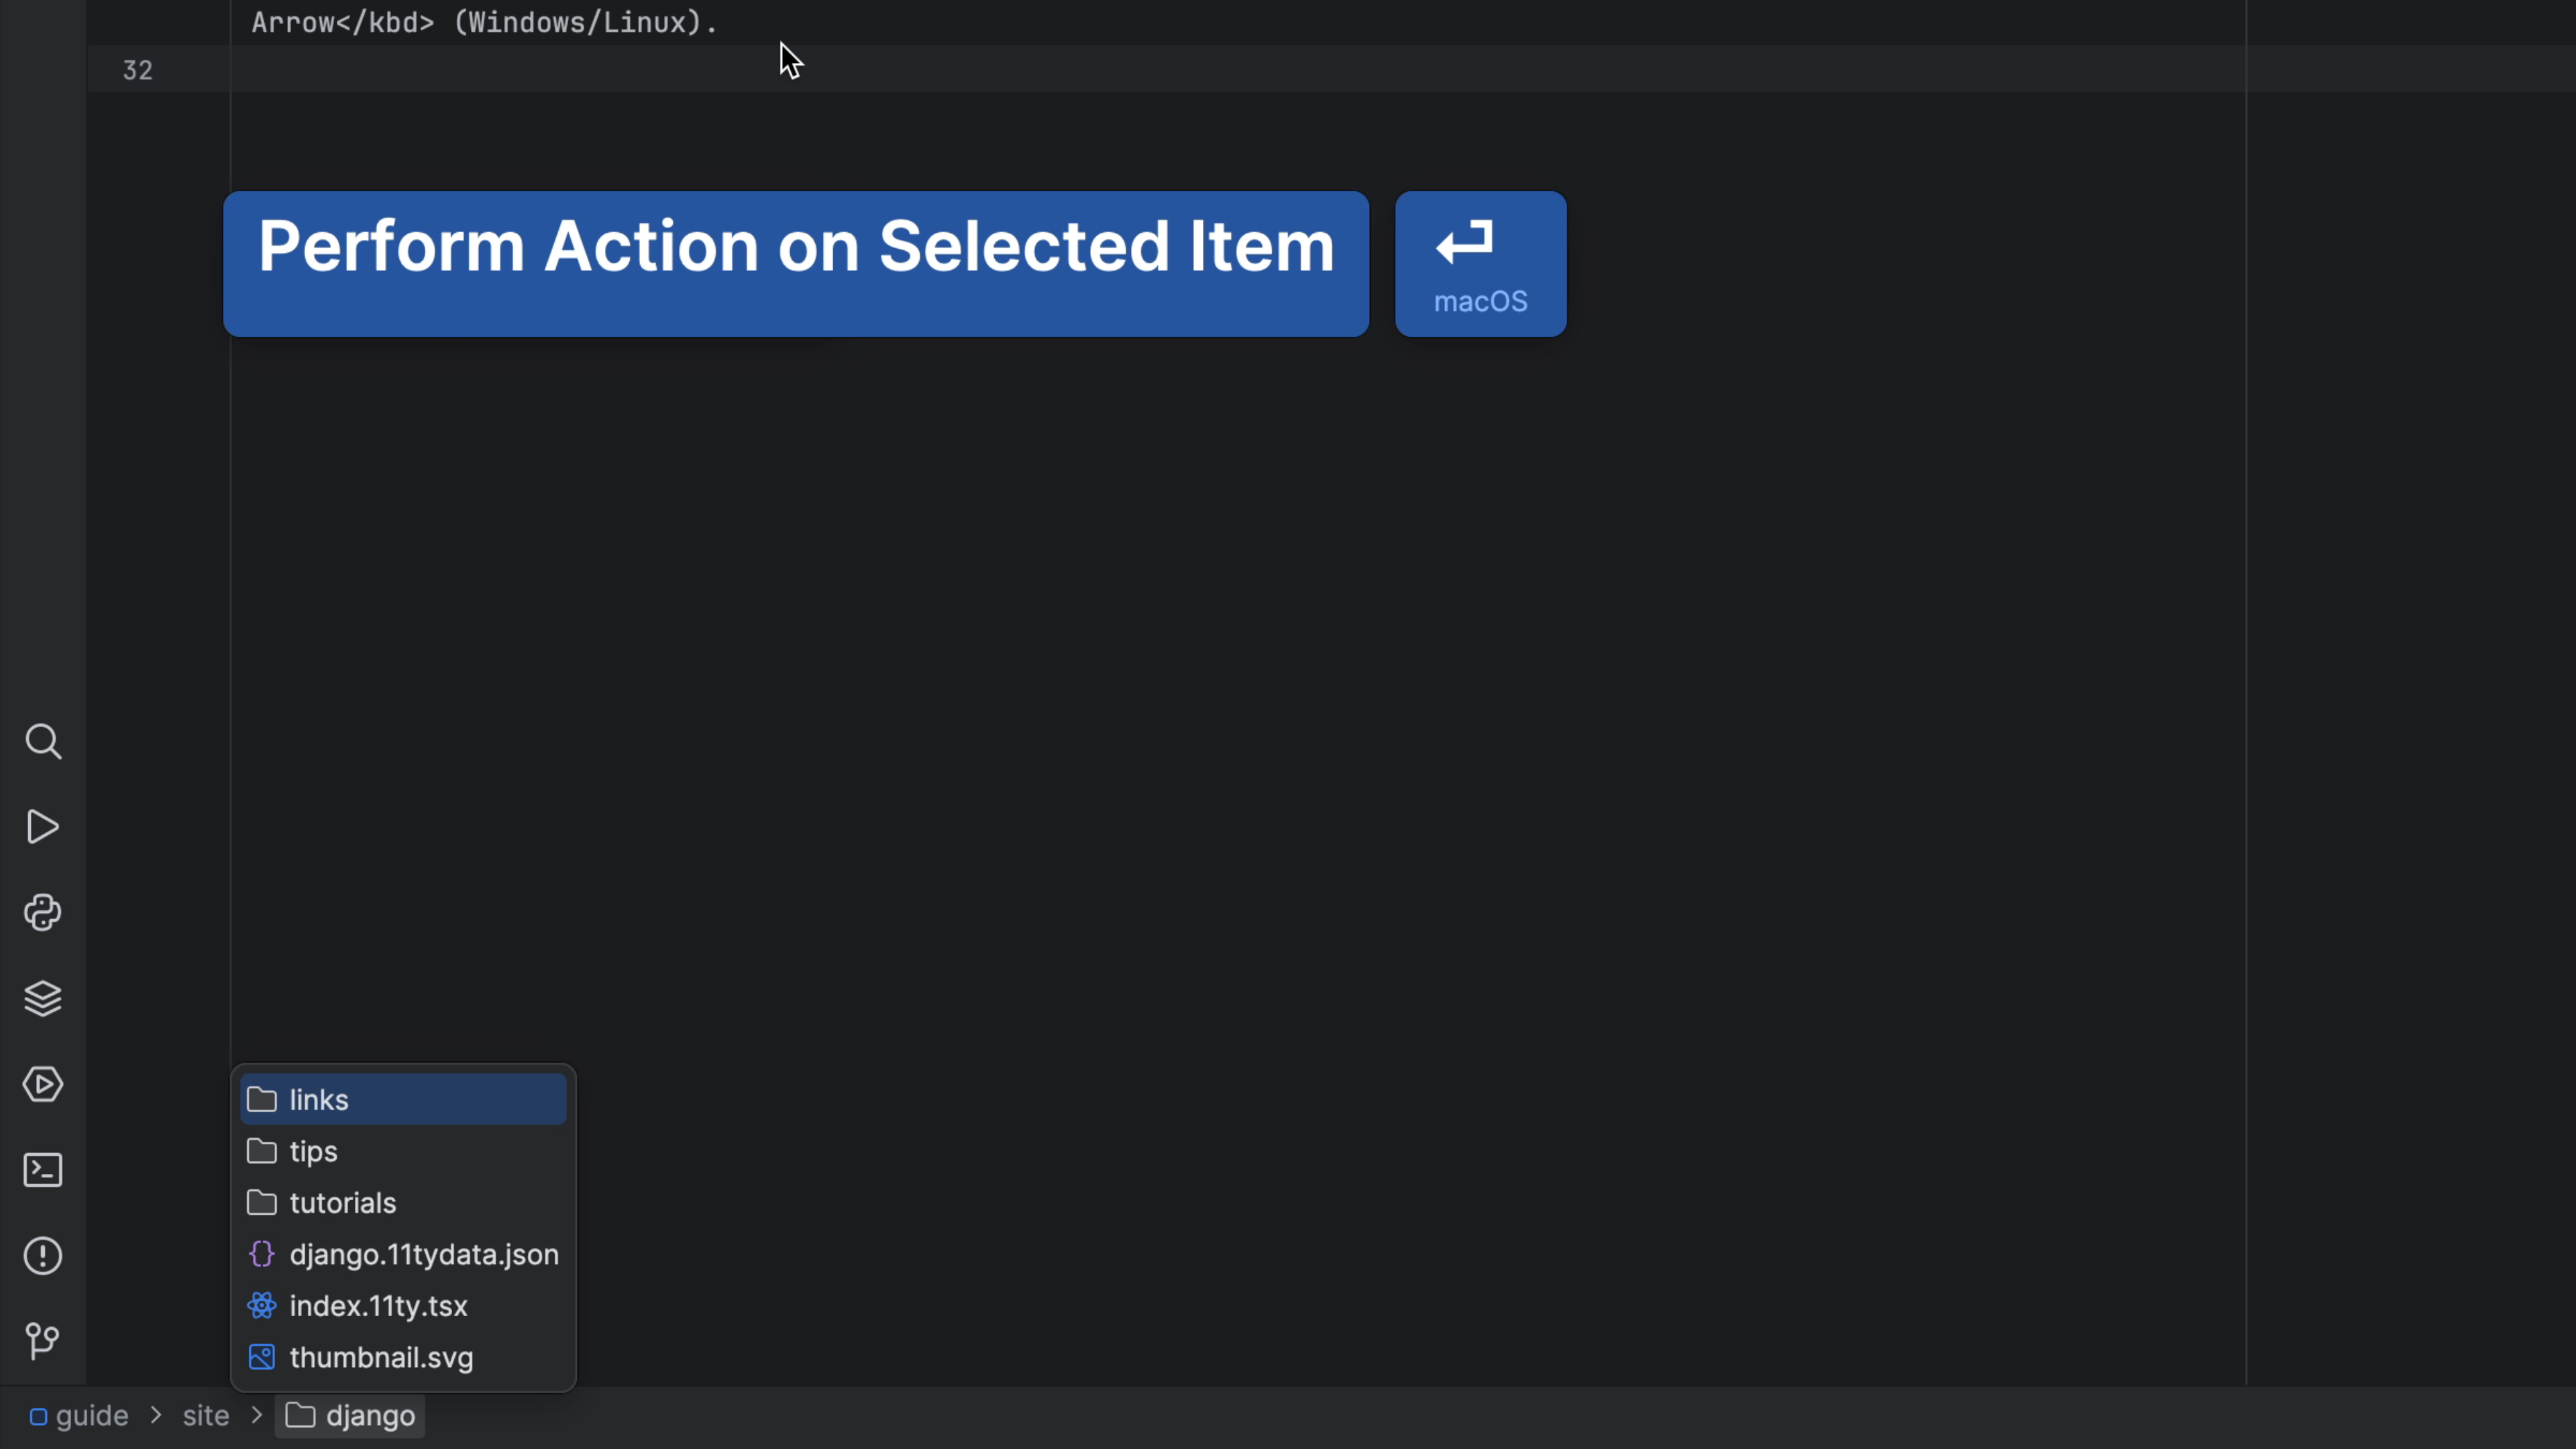 Arrow</kbd> (Windows/Linux).
32
Perform Action on Selected Item
macOS
links
tips
tutorials
django.11tydata.json
index.11ty.tsx
thumbnail.svg
guide > site > django